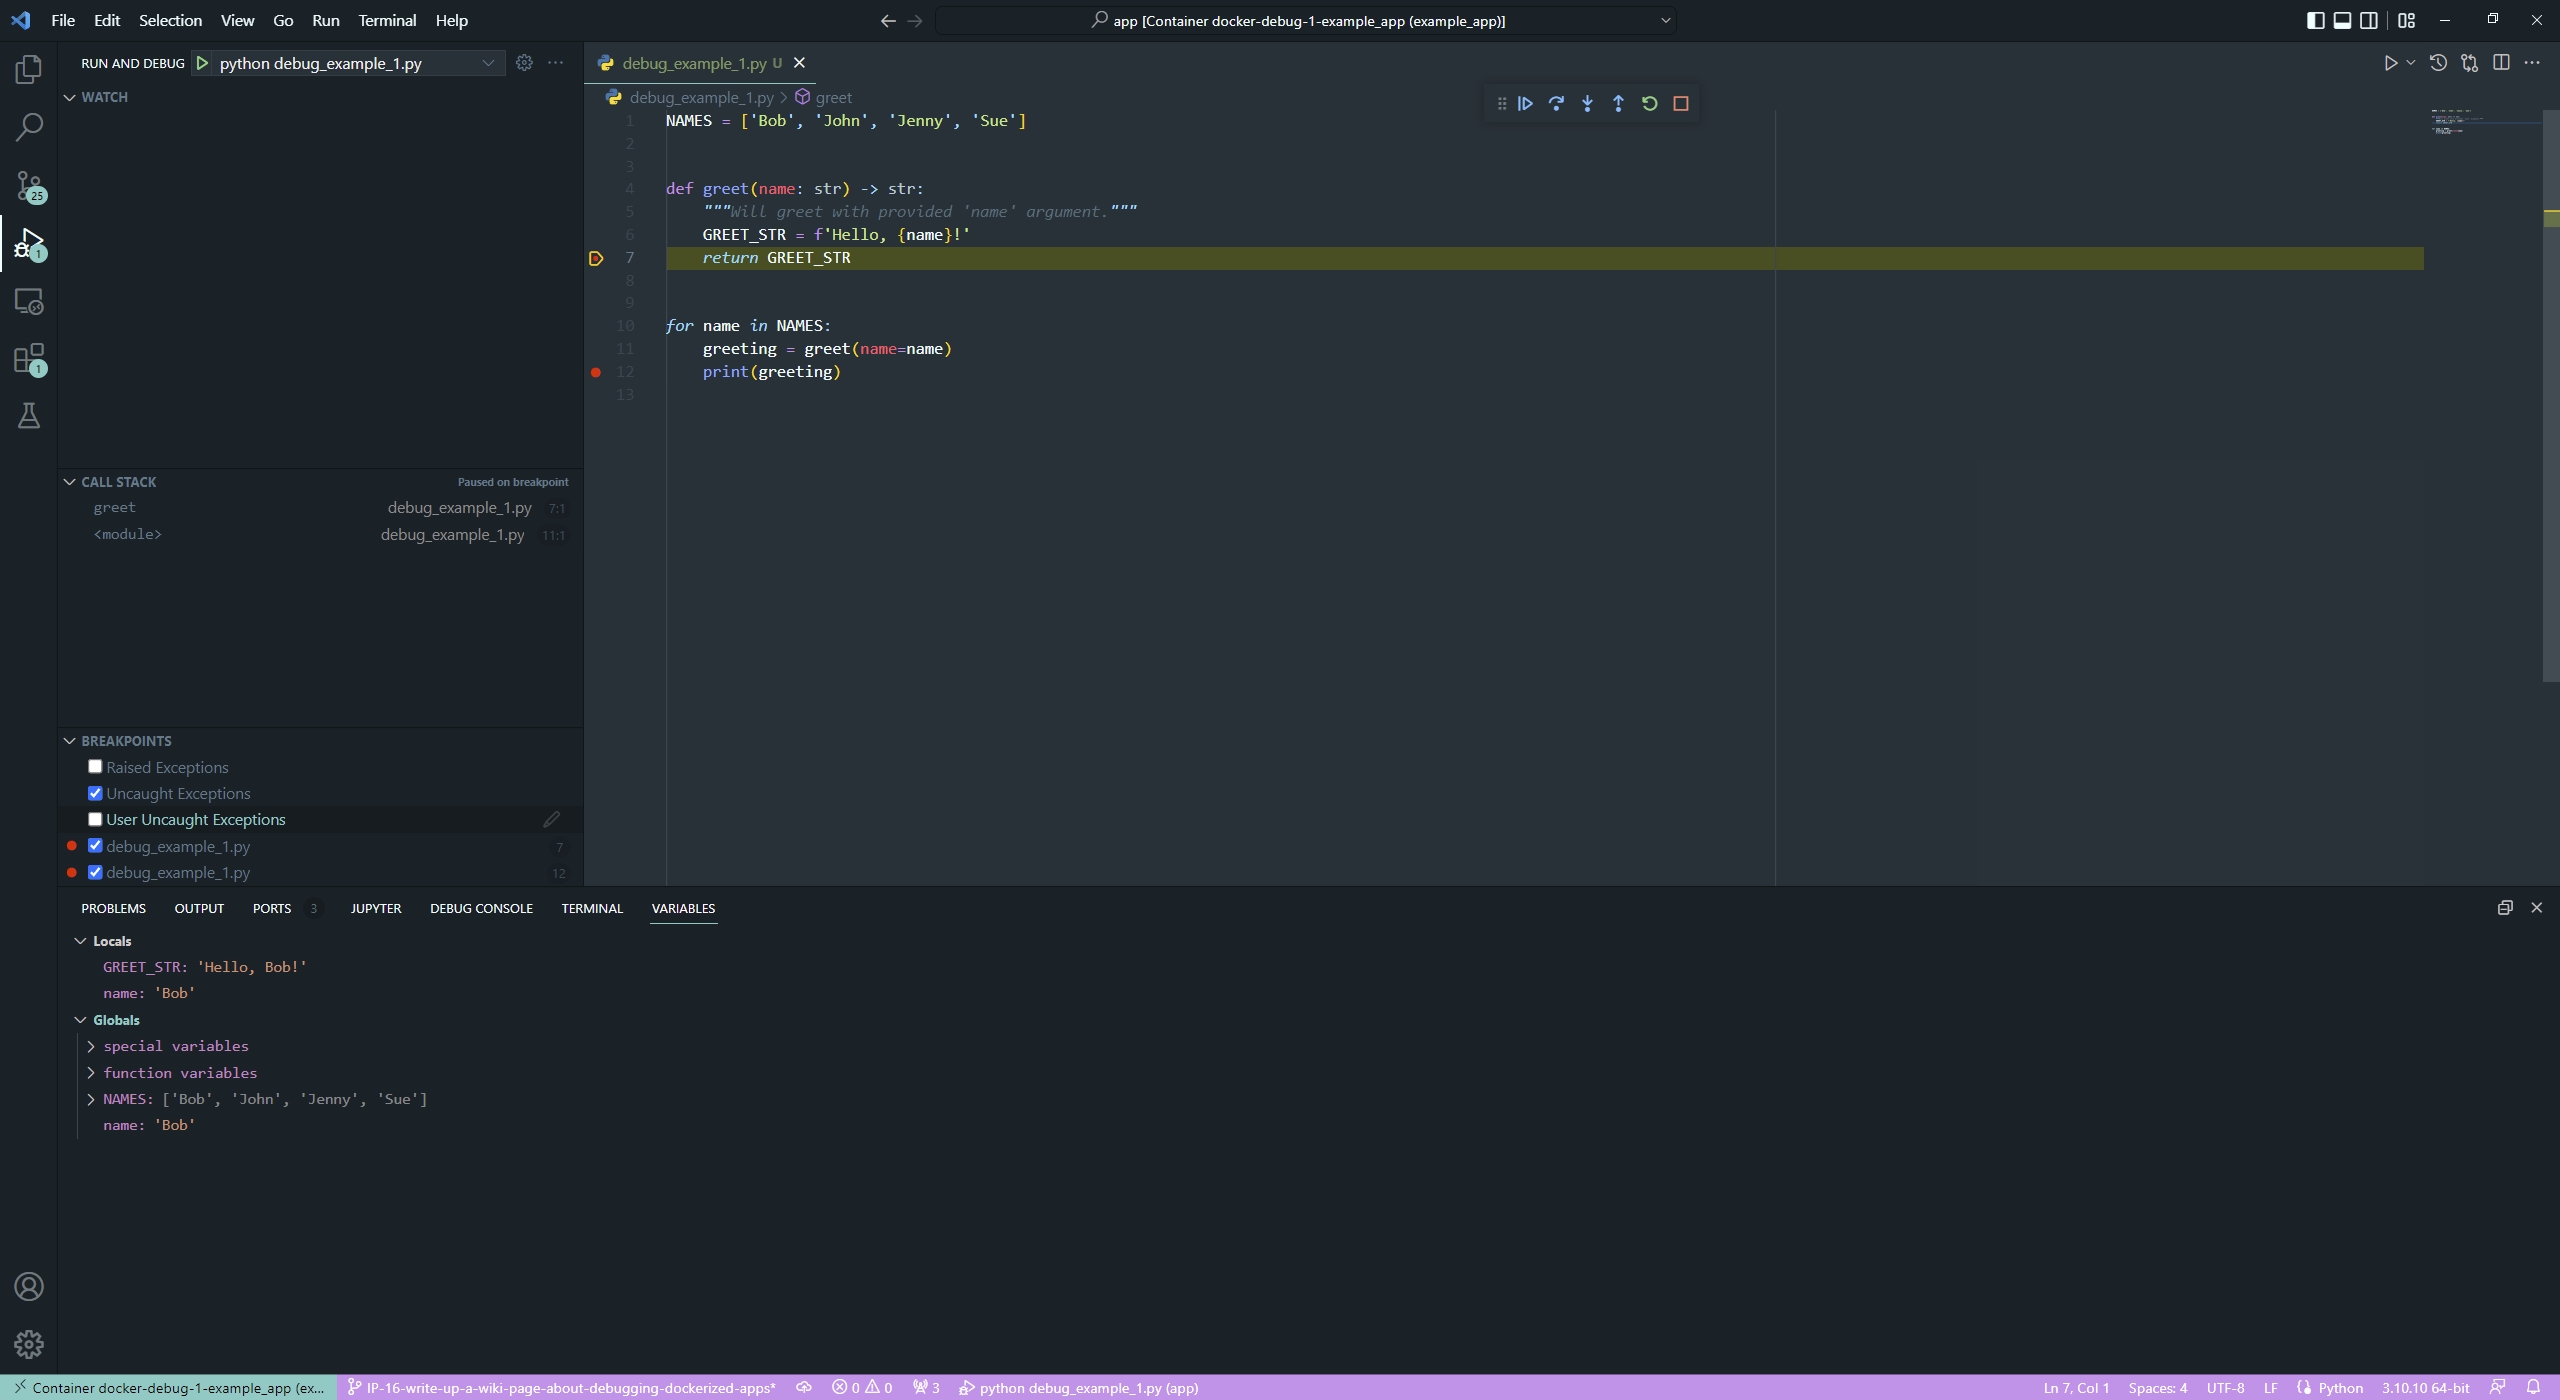 File Edit Selection View Go Run Terminal Help
app [Container docker-debug-1-example_app (example_app)]
RUN AND DEBUG python debug_example_1.py
WATCH
25
1
1
CALL STACK Paused on breakpoint
greet debug_example_1.py 7:1
<module> debug_example_1.py 11:1
BREAKPOINTS
Raised Exceptions
Uncaught Exceptions
User Uncaught Exceptions
debug_example_1.py 7
debug_example_1.py 12
debug_example_1.py U
debug_example_1.py > greet
1 NAMES = ['Bob', 'John', 'Jenny', 'Sue']
2
3
4 def greet(name: str) -> str:
5 """Will greet with provided 'name' argument."""
6 GREET_STR = f'Hello, {name}!'
7 return GREET_STR
8
9
10 for name in NAMES:
11 greeting = greet(name=name)
12 print(greeting)
13
PROBLEMS OUTPUT PORTS 3 JUPYTER DEBUG CONSOLE TERMINAL VARIABLES
Locals
GREET_STR: 'Hello, Bob!'
name: 'Bob'
Globals
special variables
function variables
NAMES: ['Bob', 'John', 'Jenny', 'Sue']
name: 'Bob'
Container docker-debug-1-example_app (ex... IP-16-write-up-a-wiki-page-about-debugging-dockerized-apps* 0 0 3 python debug_example_1.py (app) Ln 7, Col 1 Spaces: 4 UTF-8 LF Python 3.10.10 64-bit